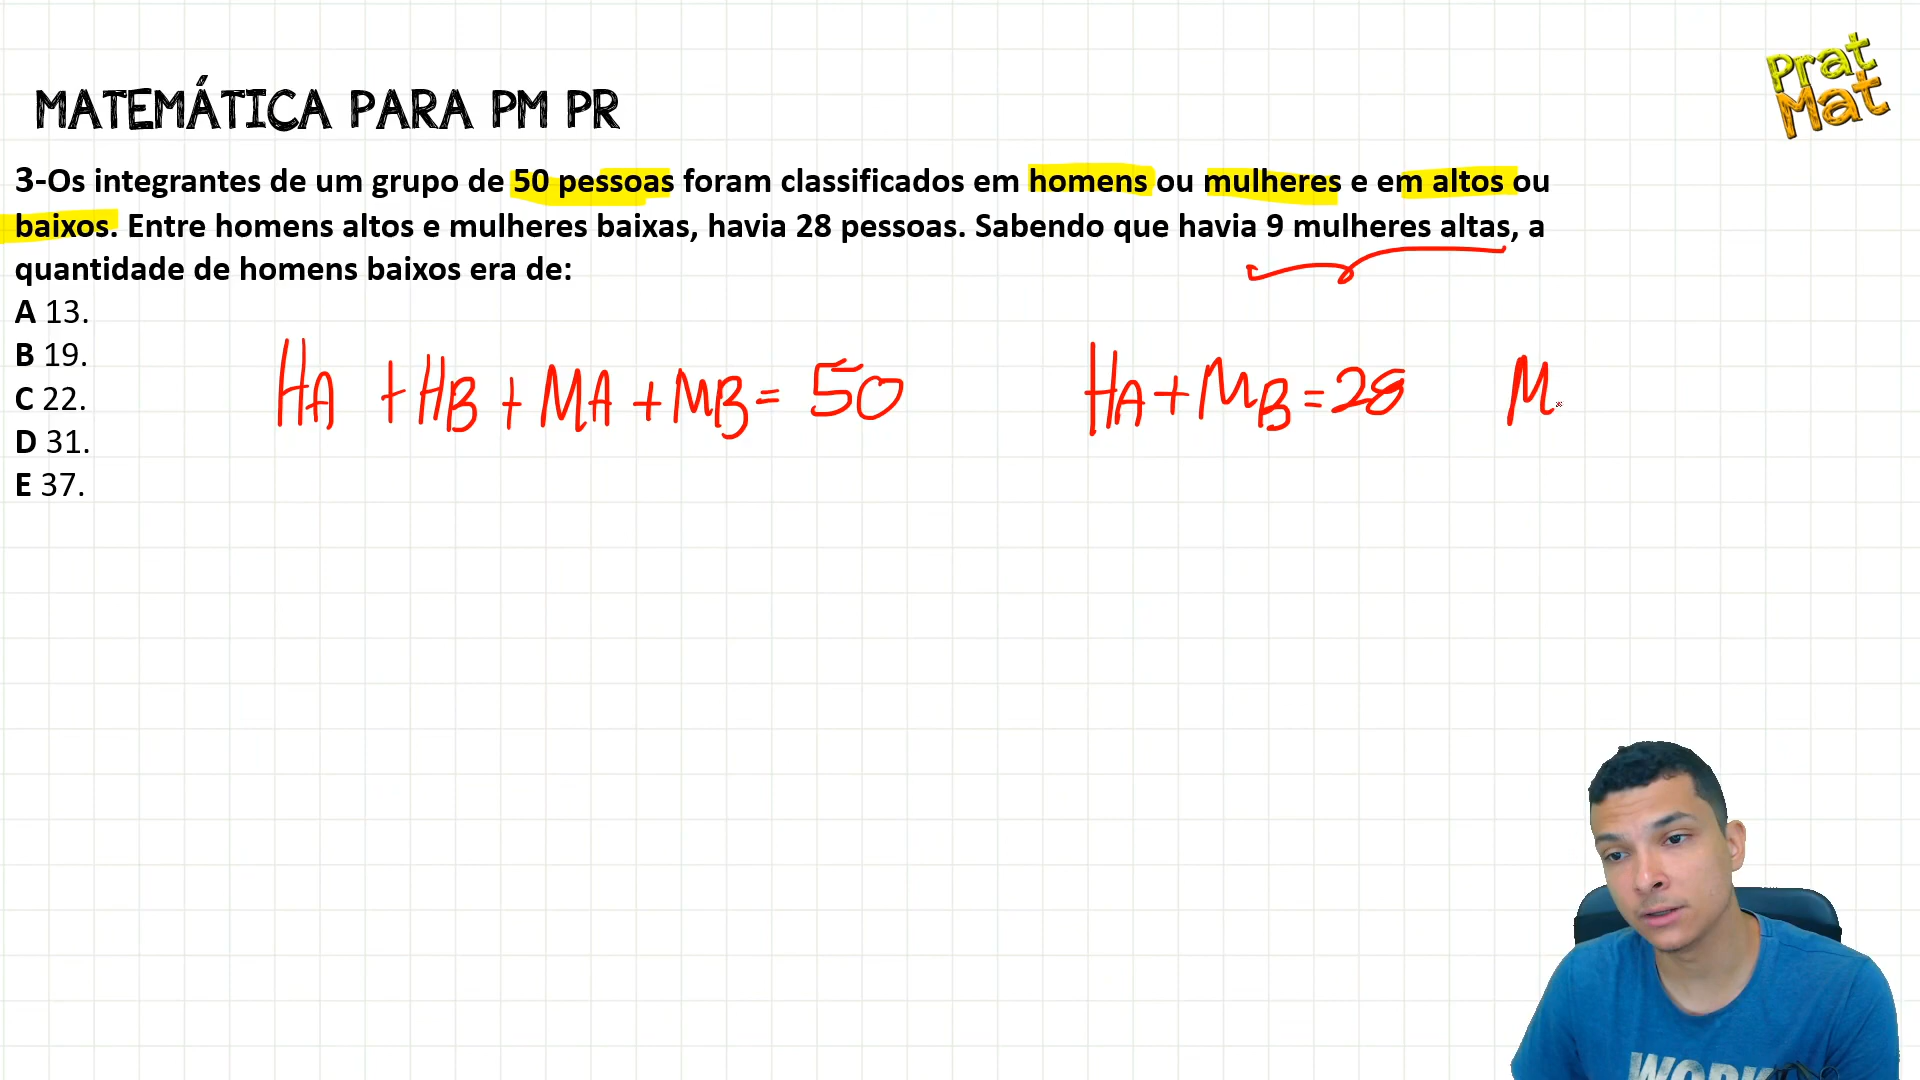 Prat
Mat
MATEMÁTICA PARA PM PR
3-Os integrantes de um grupo de 50 pessoas foram classificados em homens ou mulheres e em altos ou
baixos. Entre homens altos e mulheres baixas, havia 28 pessoas. Sabendo que havia 9 mulheres altas, a
quantidade de homens baixos era de:
A 13.
B 19.
C 22.
D 31.
E 37.
HA + HB + MA + MB = 50 HA + MB = 28 M